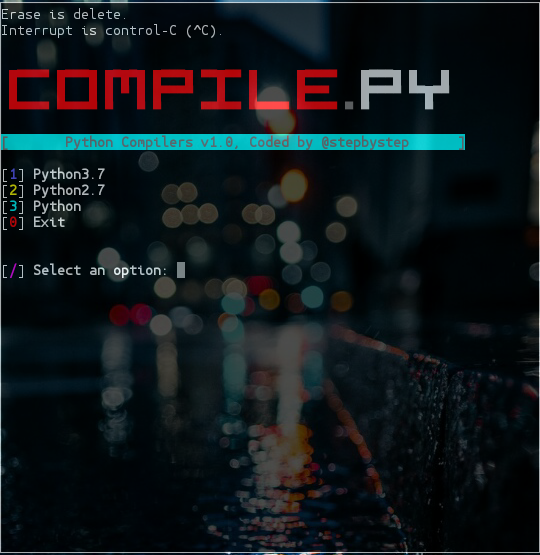 Erase is delete.
Interrupt is control-C (^C).
COMPILE.PY
[ Python Compilers v1.0, Coded by @stepbystep ]
[1] Python3.7
[2] Python2.7
[3] Python
[0] Exit
[/] Select an option: